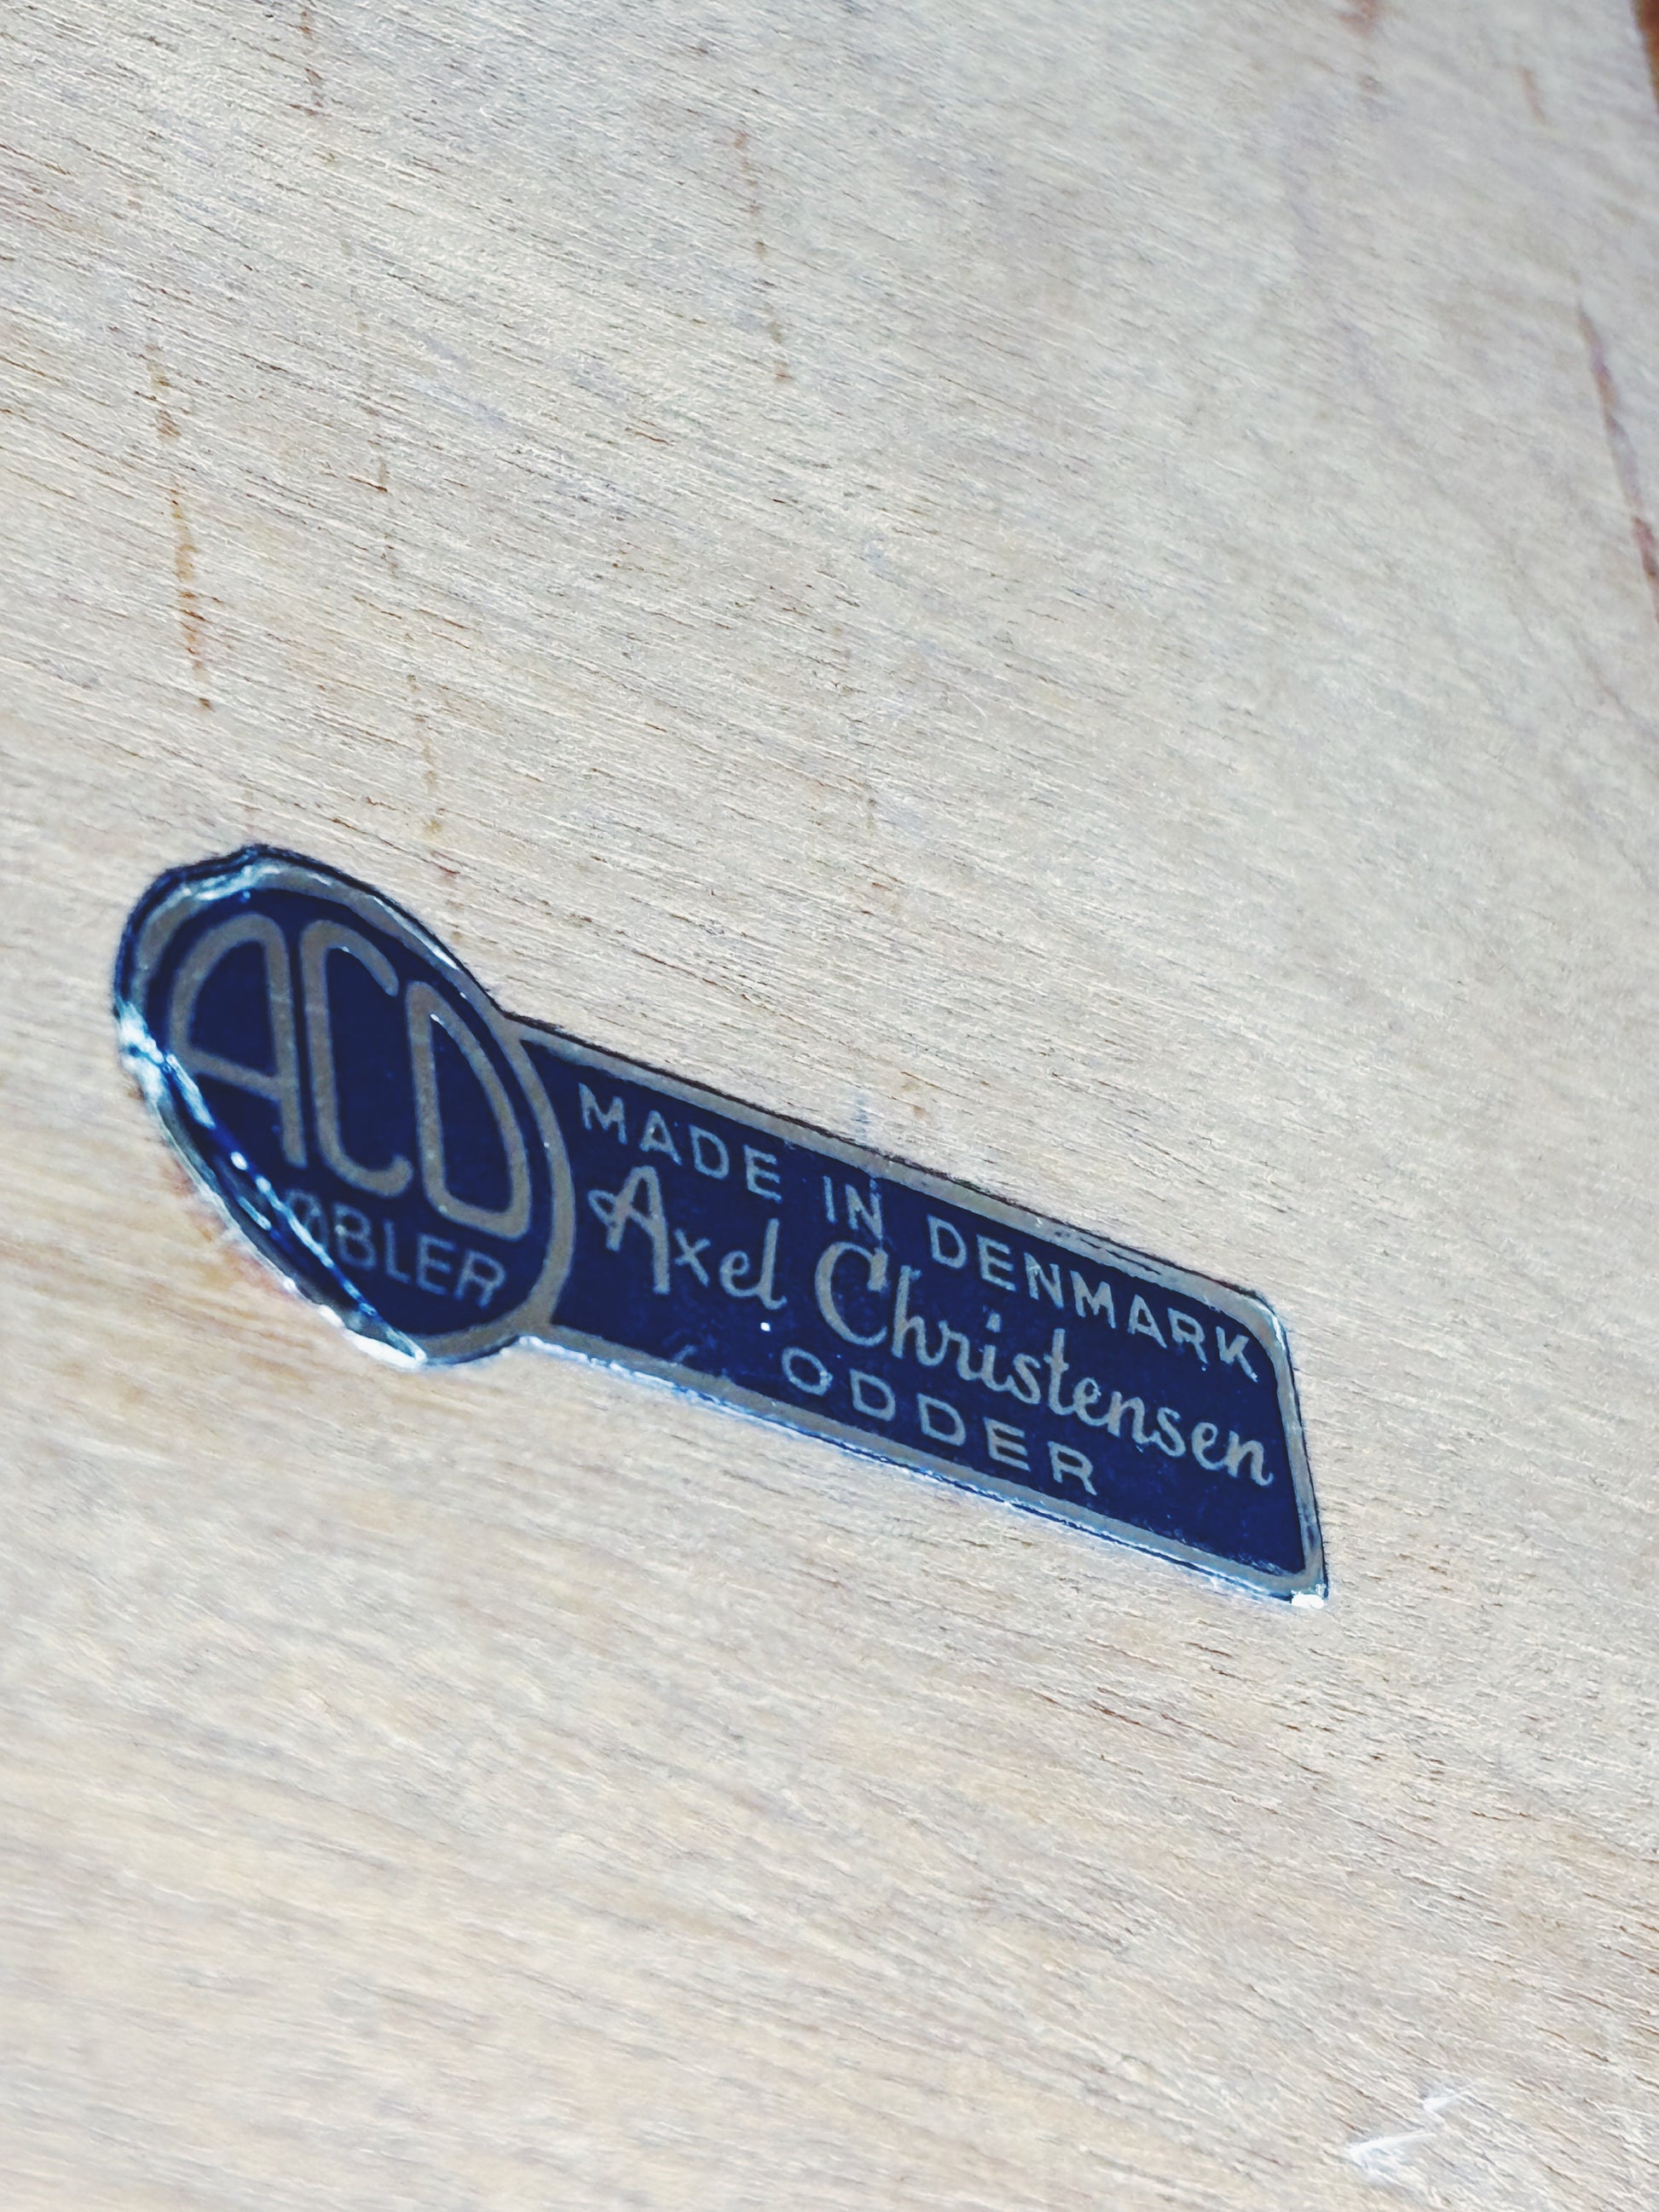 ACO
ØBLER
MADE IN DENMARK
Axel Christensen
ODDER